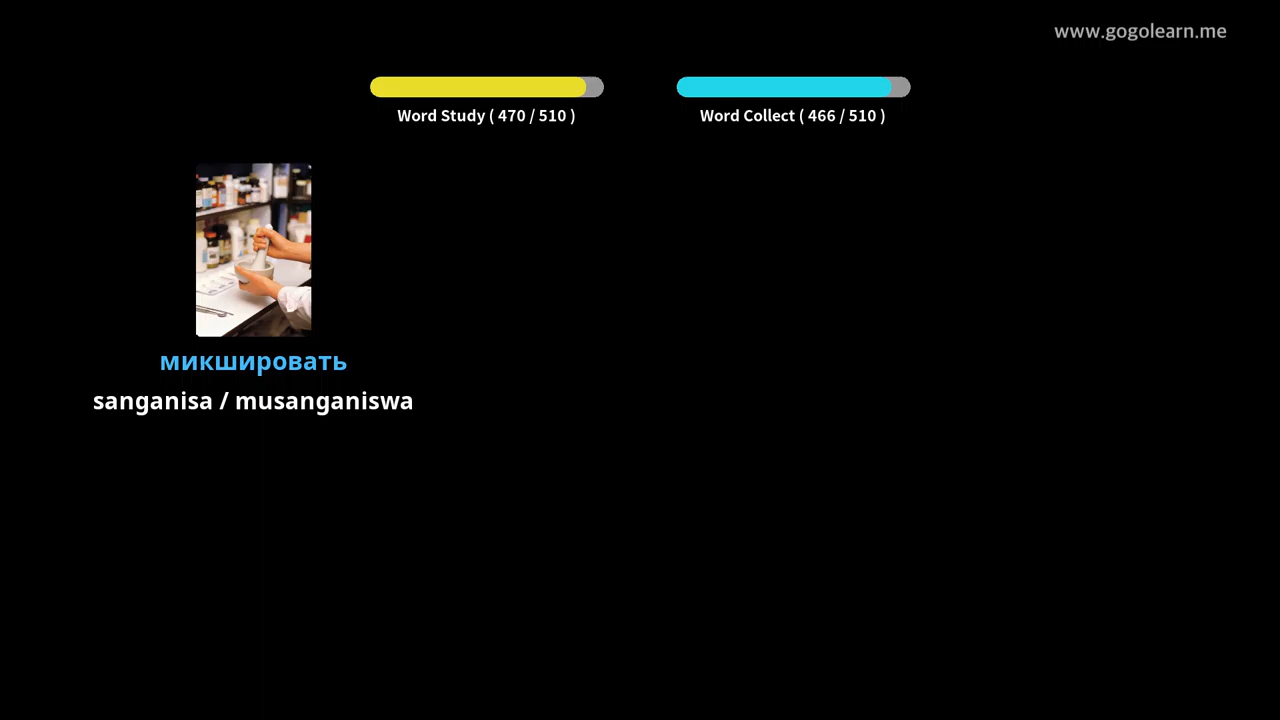 www.gogolearn.me
Word Study ( 470 / 510 )
Word Collect ( 466 / 510 )
микшировать
sanganisa / musanganiswa